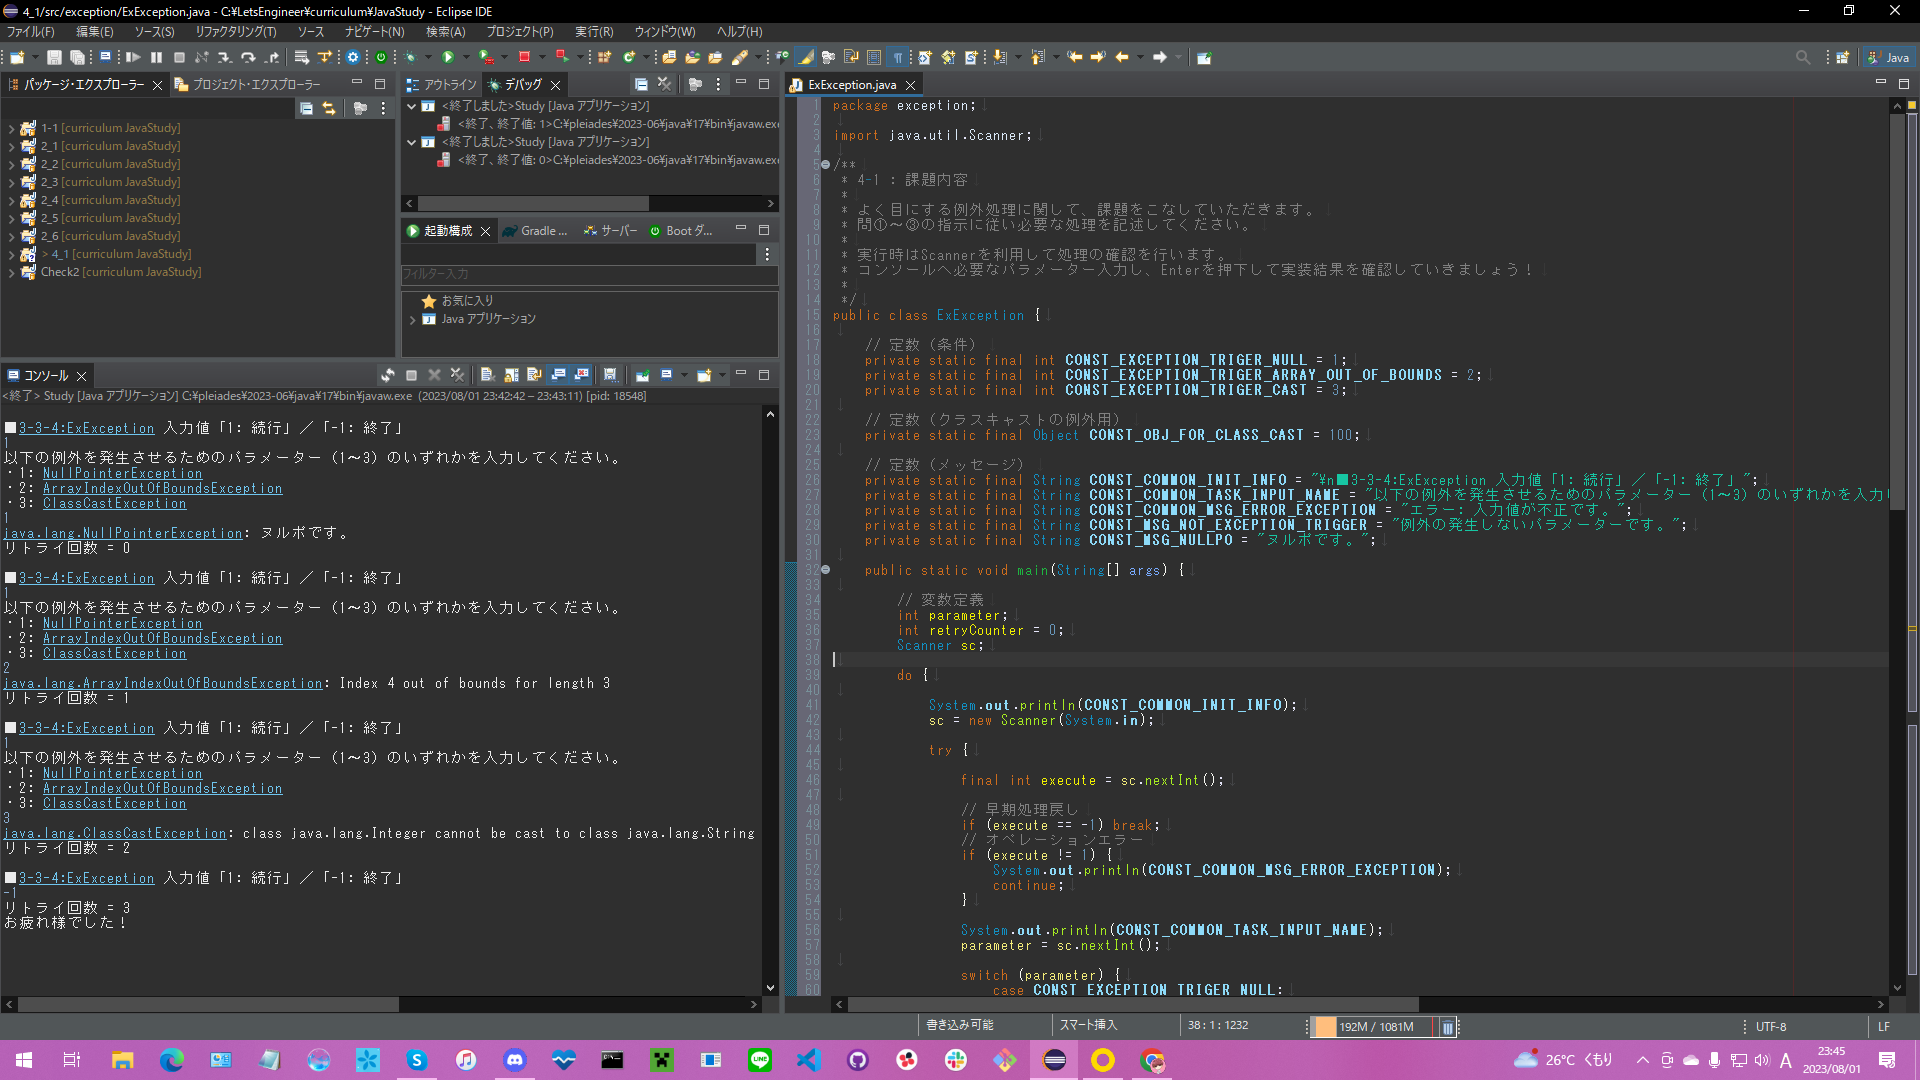 4_1/src/exception/ExException.java - C:¥LetsEngineer¥curriculum¥JavaStudy - Eclipse IDE
ファイル(F) 編集(E) ソース(S) リファクタリング(T) ソース ナビゲート(N) 検索(A) プロジェクト(P) 実行(R) ウィンドウ(W) ヘルプ(H)
Java
パッケージ・エクスプローラー プロジェクト・エクスプローラー
1-1 [curriculum JavaStudy]
2_1 [curriculum JavaStudy]
2_2 [curriculum JavaStudy]
2_3 [curriculum JavaStudy]
2_4 [curriculum JavaStudy]
2_5 [curriculum JavaStudy]
2_6 [curriculum JavaStudy]
> 4_1 [curriculum JavaStudy]
Check2 [curriculum JavaStudy]
アウトライン デバッグ
<終了しました>Study [Java アプリケーション]
<終了、終了値: 1>C:¥pleiades¥2023-06¥java¥17¥bin¥javaw.exe
<終了しました>Study [Java アプリケーション]
<終了、終了値: 0>C:¥pleiades¥2023-06¥java¥17¥bin¥javaw.exe
起動構成 Gradle ... サーバー Boot ダ...
フィルター入力
お気に入り
Java アプリケーション
コンソール
<終了> Study [Java アプリケーション] C:¥pleiades¥2023-06¥java¥17¥bin¥javaw.exe (2023/08/01 23:42:42 – 23:43:11) [pid: 18548]
■3-3-4:ExException 入力値「1: 続行」／「-1: 終了」
1
以下の例外を発生させるためのパラメーター（1～3）のいずれかを入力してください。
・1: NullPointerException
・2: ArrayIndexOutOfBoundsException
・3: ClassCastException
1
java.lang.NullPointerException: ヌルポです。
リトライ回数 = 0
■3-3-4:ExException 入力値「1: 続行」／「-1: 終了」
1
以下の例外を発生させるためのパラメーター（1～3）のいずれかを入力してください。
・1: NullPointerException
・2: ArrayIndexOutOfBoundsException
・3: ClassCastException
2
java.lang.ArrayIndexOutOfBoundsException: Index 4 out of bounds for length 3
リトライ回数 = 1
■3-3-4:ExException 入力値「1: 続行」／「-1: 終了」
1
以下の例外を発生させるためのパラメーター（1～3）のいずれかを入力してください。
・1: NullPointerException
・2: ArrayIndexOutOfBoundsException
・3: ClassCastException
3
java.lang.ClassCastException: class java.lang.Integer cannot be cast to class java.lang.String
リトライ回数 = 2
■3-3-4:ExException 入力値「1: 続行」／「-1: 終了」
-1
リトライ回数 = 3
お疲れ様でした！
ExException.java
1 package exception;
2
3 import java.util.Scanner;
4
5 /**
6 * 4-1 : 課題内容
7 *
8 * よく目にする例外処理に関して、課題をこなしていただきます。
9 * 問①～③の指示に従い必要な処理を記述してください。
10 *
11 * 実行時はScannerを利用して処理の確認を行います。
12 * コンソールへ必要なパラメーター入力し、Enterを押下して実装結果を確認していきましょう！
13 *
14 */
15 public class ExException {
16
17 // 定数（条件）
18 private static final int CONST_EXCEPTION_TRIGER_NULL = 1;
19 private static final int CONST_EXCEPTION_TRIGER_ARRAY_OUT_OF_BOUNDS = 2;
20 private static final int CONST_EXCEPTION_TRIGER_CAST = 3;
21
22 // 定数（クラスキャストの例外用）
23 private static final Object CONST_OBJ_FOR_CLASS_CAST = 100;
24
25 // 定数（メッセージ）
26 private static final String CONST_COMMON_INIT_INFO = "¥n■3-3-4:ExException 入力値「1: 続行」／「-1: 終了」";
27 private static final String CONST_COMMON_TASK_INPUT_NAME = "以下の例外を発生させるためのパラメーター（1～3）のいずれかを入力
28 private static final String CONST_COMMON_MSG_ERROR_EXCEPTION = "エラー: 入力値が不正です。";
29 private static final String CONST_MSG_NOT_EXCEPTION_TRIGGER = "例外の発生しないパラメーターです。";
30 private static final String CONST_MSG_NULLPO = "ヌルポです。";
31
32 public static void main(String[] args) {
33
34 // 変数定義
35 int parameter;
36 int retryCounter = 0;
37 Scanner sc;
38
39 do {
40
41 System.out.println(CONST_COMMON_INIT_INFO);
42 sc = new Scanner(System.in);
43
44 try {
45
46 final int execute = sc.nextInt();
47
48 // 早期処理戻し
49 if (execute == -1) break;
50 // オペレーションエラー
51 if (execute != 1) {
52 System.out.println(CONST_COMMON_MSG_ERROR_EXCEPTION);
53 continue;
54 }
55
56 System.out.println(CONST_COMMON_TASK_INPUT_NAME);
57 parameter = sc.nextInt();
58
59 switch (parameter) {
60 case CONST_EXCEPTION_TRIGER_NULL:
書き込み可能 スマート挿入 38 : 1 : 1232 192M / 1081M UTF-8 LF
26°C くもり A 23:45
2023/08/01